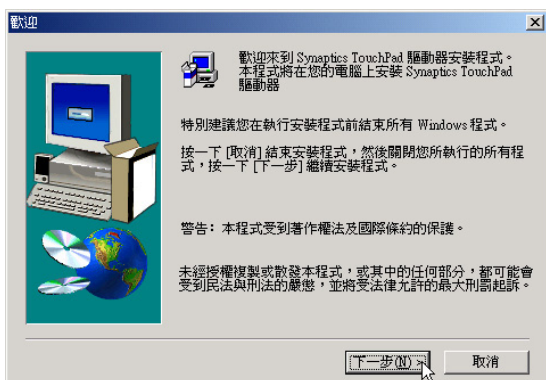 歡迎
歡迎來到 Synaptics TouchPad 驅動器安裝程式。
本程式將在您的電腦上安裝 Synaptics TouchPad
驅動器
特別建議您在執行安裝程式前結束所有 Windows 程式。
按一下 [取消] 結束安裝程式，然後關閉您所執行的所有程
式，按一下 [下一步] 繼續安裝程式。
警告：本程式受到著作權法及國際條約的保護。
未經授權複製或散發本程式，或其中的任何部分，都可能會
受到民法與刑法的嚴懲，並將受法律允許的最大刑罰起訴。
下一步(N) >
取消